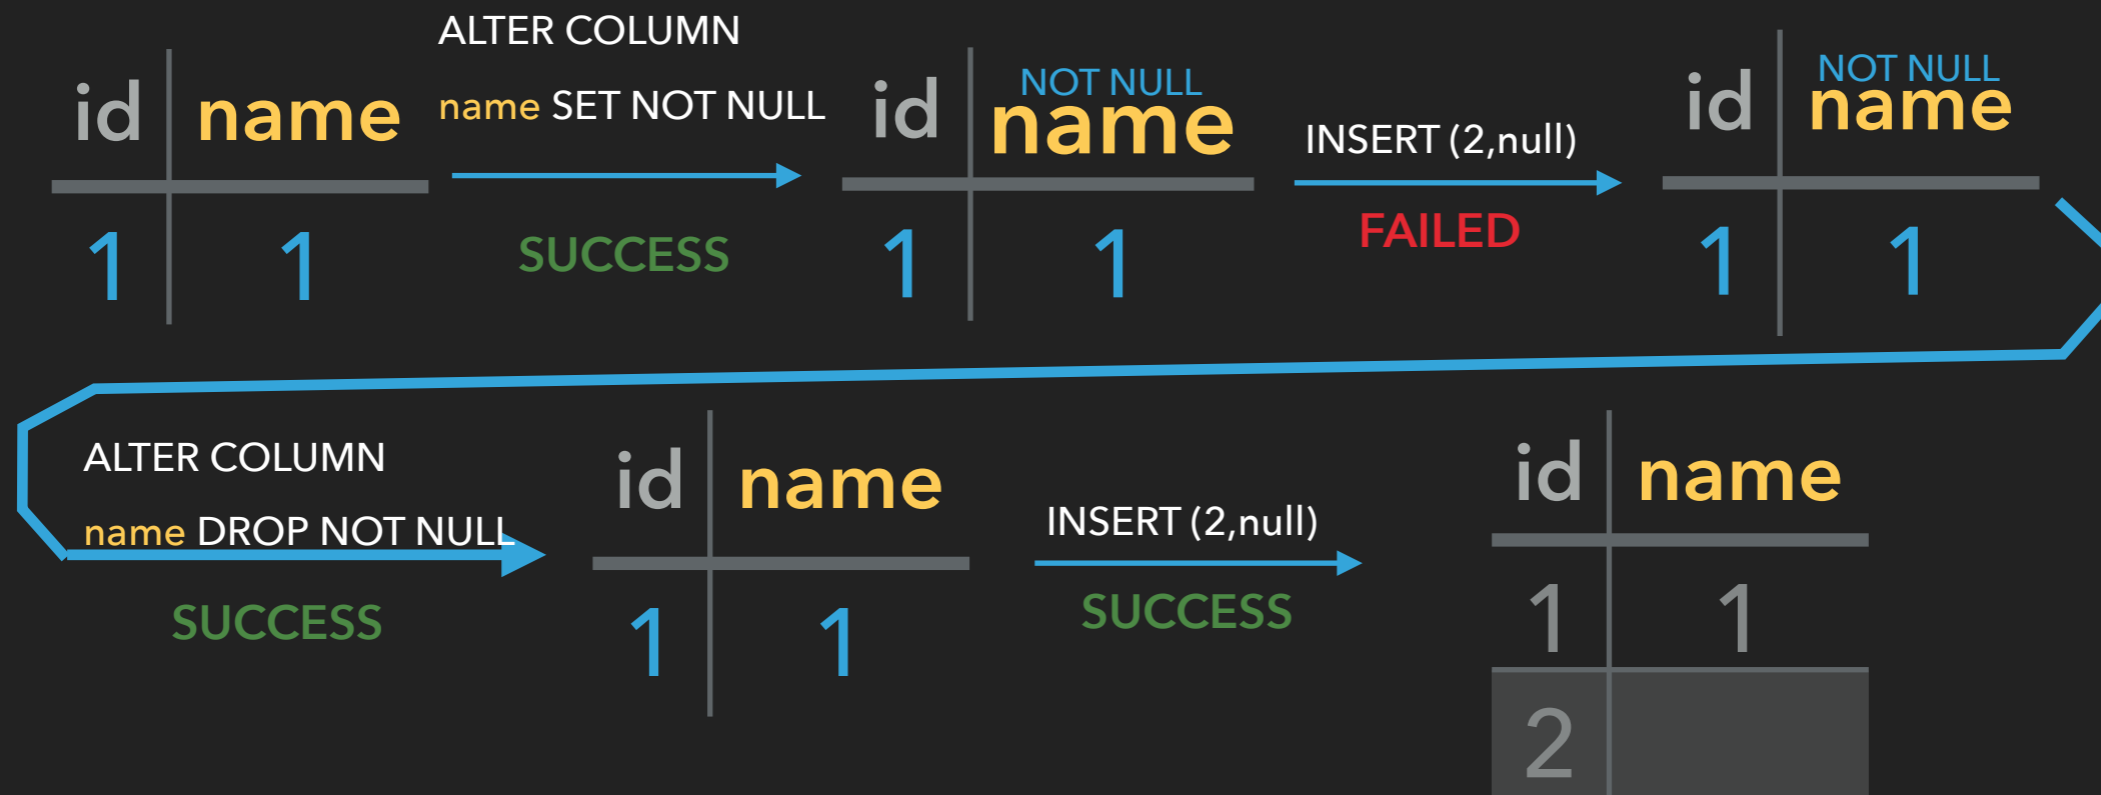 ALTER COLUMN
name SET NOT NULL
id name
1 1
SUCCESS
NOT NULL
id name
1 1
INSERT (2,null)
FAILED
NOT NULL
id name
1 1
ALTER COLUMN
name DROP NOT NULL
SUCCESS
id name
1 1
INSERT (2,null)
SUCCESS
id name
1 1
2